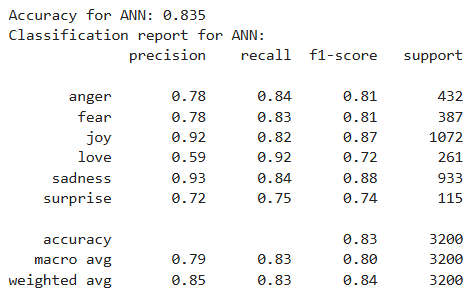 Accuracy for ANN: 0.835
Classification report for ANN:
precision recall f1-score support
anger 0.78 0.84 0.81 432
fear 0.78 0.83 0.81 387
joy 0.92 0.82 0.87 1072
love 0.59 0.92 0.72 261
sadness 0.93 0.84 0.88 933
surprise 0.72 0.75 0.74 115
accuracy 0.83 3200
macro avg 0.79 0.83 0.80 3200
weighted avg 0.85 0.83 0.84 3200